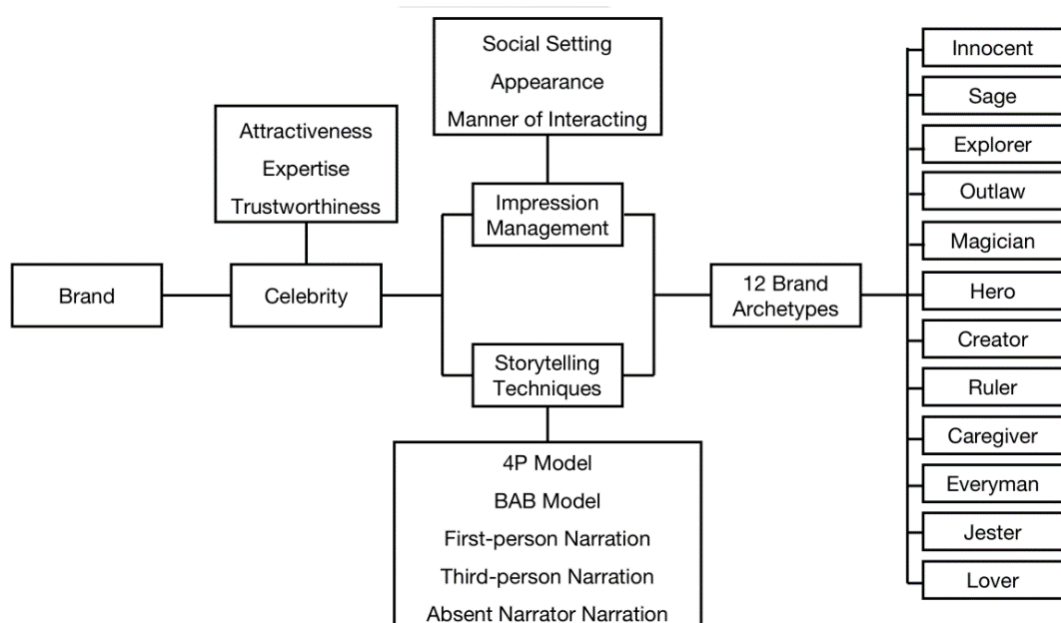 Brand
Attractiveness
Expertise
Trustworthiness
Celebrity
Social Setting
Appearance
Manner of Interacting
Impression
Management
Storytelling
Techniques
4P Model
BAB Model
First-person Narration
Third-person Narration
Absent Narrator Narration
12 Brand
Archetypes
Innocent
Sage
Explorer
Outlaw
Magician
Hero
Creator
Ruler
Caregiver
Everyman
Jester
Lover